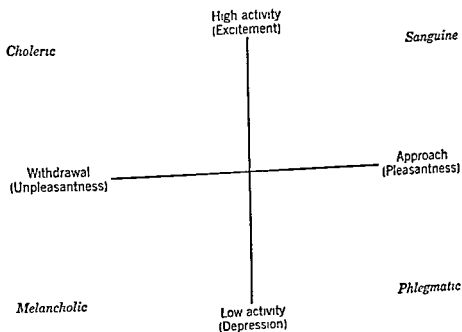 High activity
(Excitement)
Choleric
Sanguine
Approach
(Pleasantness)
Withdrawal
(Unpleasantness)
Phlegmatic
Melancholic
Low activity
(Depression)